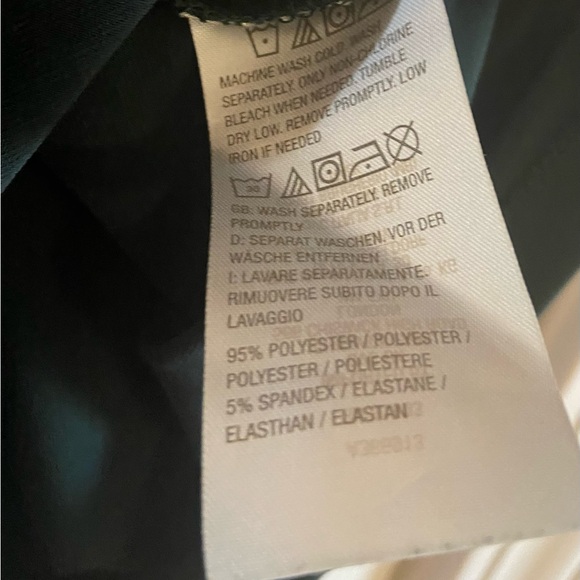 MACHINE WASH COLD. WASH
SEPARATELY. ONLY NON-CHLORINE
BLEACH WHEN NEEDED. TUMBLE
DRY LOW. REMOVE PROMPTLY. LOW
IRON IF NEEDED
30
GB: WASH SEPARATELY. REMOVE
PROMPTLY
D: SEPARAT WASCHEN. VOR DER
WÄSCHE ENTFERNEN
I: LAVARE SEPARATAMENTE.
RIMUOVERE SUBITO DOPO IL
LAVAGGIO
95% POLYESTER / POLYESTER /
POLYESTER / POLIESTERE
5% SPANDEX / ELASTANE /
ELASTHAN / ELASTAN